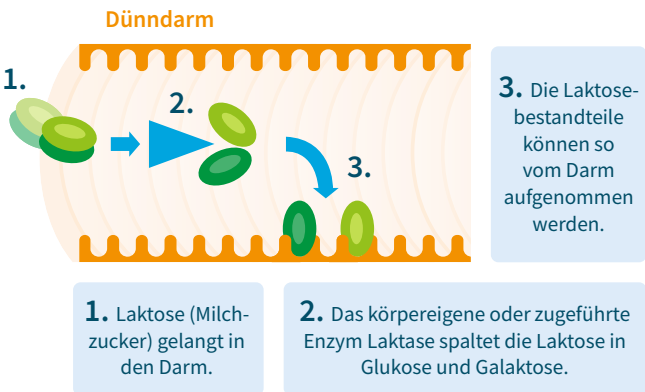 Dünndarm
1.
2.
3.
3. Die Laktose-
bestandteile
können so
vom Darm
aufgenommen
werden.
1. Laktose (Milch-
zucker) gelangt in
den Darm.
2. Das körpereigene oder zugeführte
Enzym Laktase spaltet die Laktose in
Glukose und Galaktose.